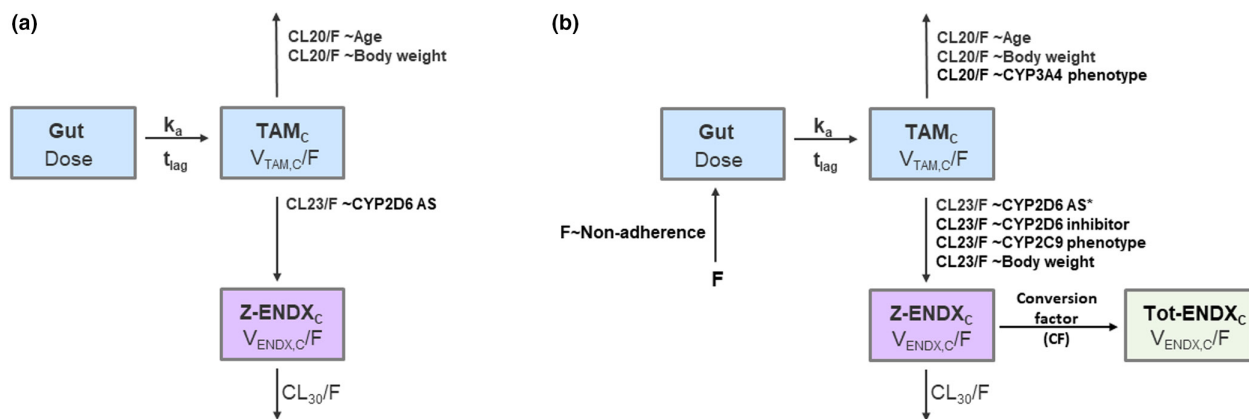 (a)
CL20/F ~Age
CL20/F ~Body weight
Gut
Dose
ka
tlag
TAMC
VTAM,C/F
CL23/F ~CYP2D6 AS
Z-ENDXC
VENDX,C/F
CL30/F
(b)
CL20/F ~Age
CL20/F ~Body weight
CL20/F ~CYP3A4 phenotype
Gut
Dose
ka
tlag
TAMC
VTAM,C/F
F~Non-adherence
F
CL23/F ~CYP2D6 AS*
CL23/F ~CYP2D6 inhibitor
CL23/F ~CYP2C9 phenotype
CL23/F ~Body weight
Z-ENDXC
VENDX,C/F
Conversion
factor
(CF)
Tot-ENDXC
VENDX,C/F
CL30/F